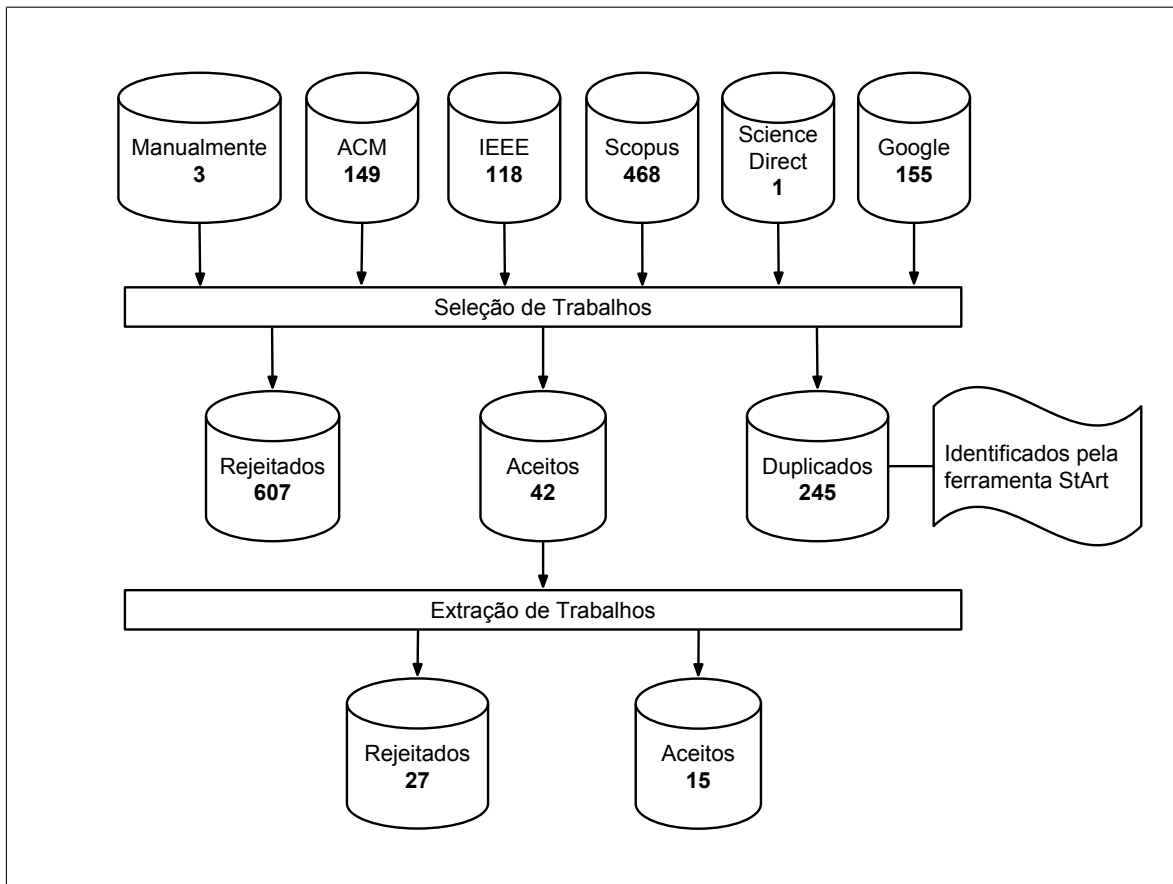 Manualmente
3
ACM
149
IEEE
118
Scopus
468
Science
Direct
1
Google
155
Seleção de Trabalhos
Rejeitados
607
Aceitos
42
Duplicados
245
Identificados pela
ferramenta StArt
Extração de Trabalhos
Rejeitados
27
Aceitos
15